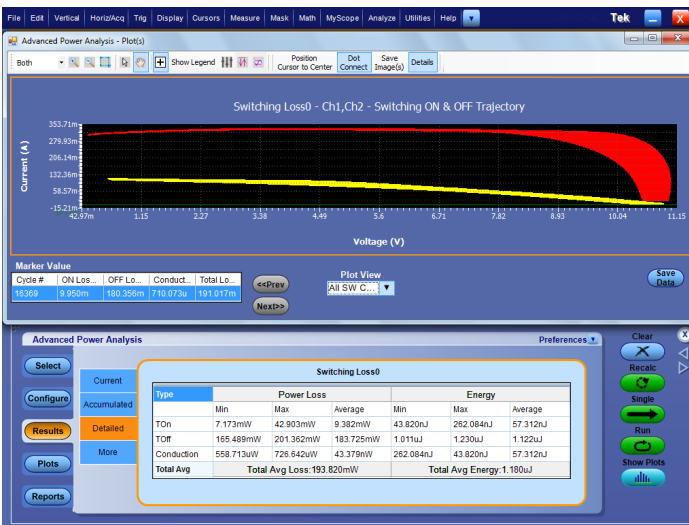 File Edit Vertical Horiz/Acq Trig Display Cursors Measure Mask Math MyScope Analyze Utilities Help Tek
Advanced Power Analysis - Plot(s)
Both Show Legend Position Cursor to Center Dot Connect Save Image(s) Details
Switching Loss0 - Ch1,Ch2 - Switching ON & OFF Trajectory
Current (A)
353.71m
279.93m
206.14m
132.36m
58.57m
-15.21m
42.97m 1.15 2.27 3.38 4.49 5.6 6.71 7.82 8.93 10.04 11.15
Voltage (V)
Marker Value
Cycle # ON Los... OFF Lo... Conduct... Total Lo...
16369 9.950m 180.356m 710.073u 191.017m
<<Prev
Next>>
Plot View
All SW C...
Save Data
Advanced Power Analysis Preferences
Select
Configure
Results
Plots
Reports
Current
Accumulated
Detailed
More
Switching Loss0
Type Power Loss Energy
Min Max Average Min Max Average
TOn 7.173mW 42.903mW 9.382mW 43.820nJ 262.084nJ 57.312nJ
TOff 165.489mW 201.362mW 183.725mW 1.011uJ 1.230uJ 1.122uJ
Conduction 558.713uW 726.642uW 43.379nW 262.084nJ 43.820nJ 57.312nJ
Total Avg Total Avg Loss:193.820mW Total Avg Energy:1.180uJ
Clear
X
Recalc
Single
Run
Show Plots